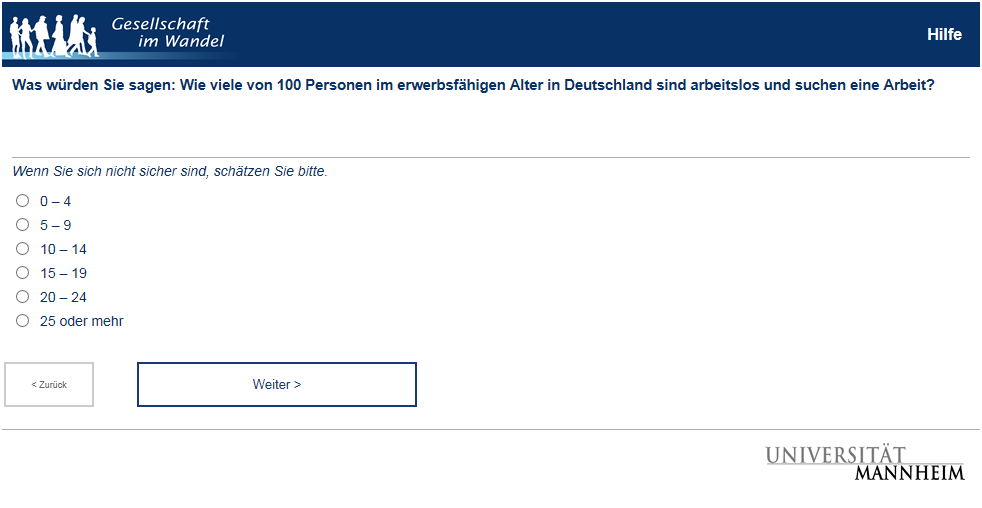 Gesellschaft
im Wandel
Hilfe
Was würden Sie sagen: Wie viele von 100 Personen im erwerbsfähigen Alter in Deutschland sind arbeitslos und suchen eine Arbeit?
Wenn Sie sich nicht sicher sind, schätzen Sie bitte.
0 – 4
5 – 9
10 – 14
15 – 19
20 – 24
25 oder mehr
< Zurück
Weiter >
UNIVERSITÄT
MANNHEIM